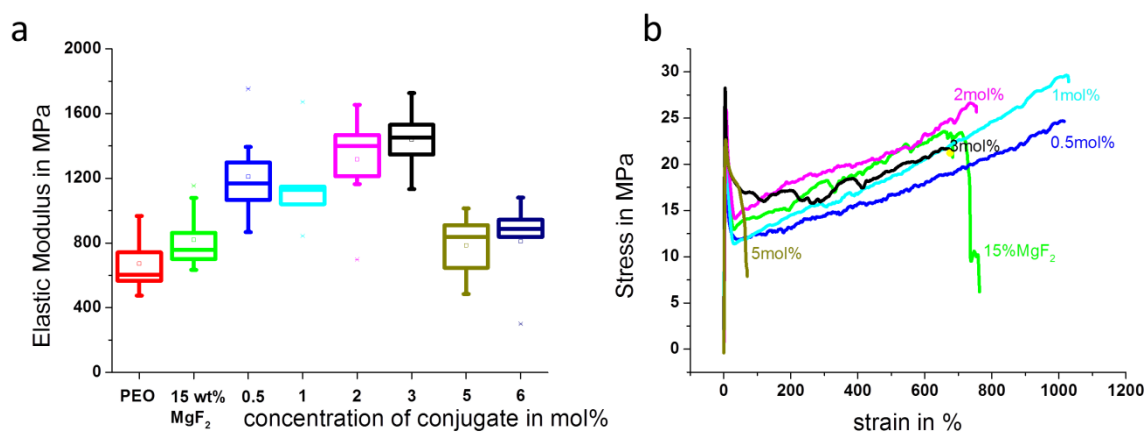 a
2000
1600
1200
800
400
0
Elastic Modulus in MPa
PEO
15 wt%
MgF₂
0.5
1
2
3
5
6
concentration of conjugate in mol%
b
30
25
20
15
10
5
0
Stress in MPa
2mol%
1mol%
3mol%
0.5mol%
5mol%
15%MgF₂
0
200
400
600
800
1000
1200
strain in %